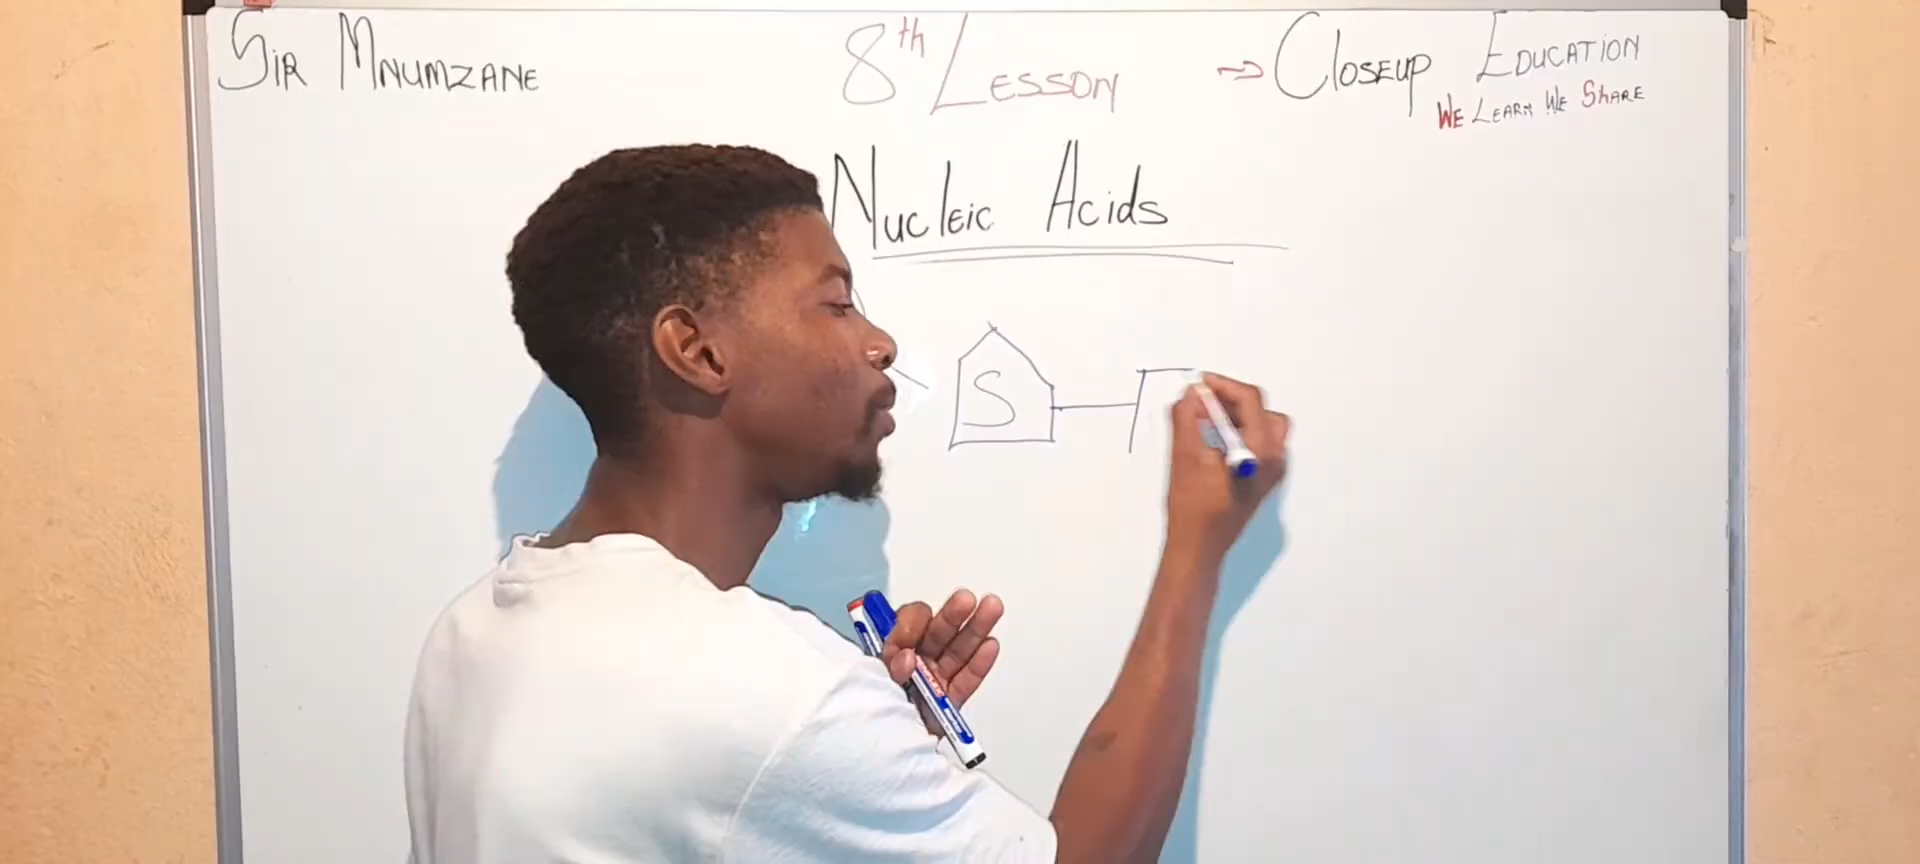 Sir Mnumzane
8th Lesson
→ Closeup Education
We Learn We Share
Nucleic Acids
S